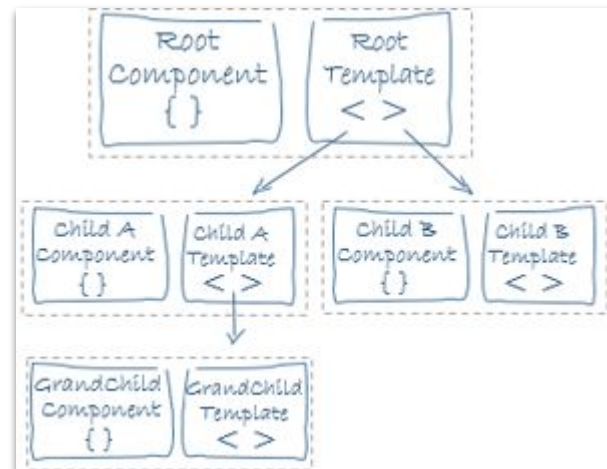 Root
Component
{ }
Root
Template
< >
Child A
Component
{ }
Child A
Template
< >
Child B
Component
{ }
Child B
Template
< >
GrandChild
Component
{ }
GrandChild
Template
< >